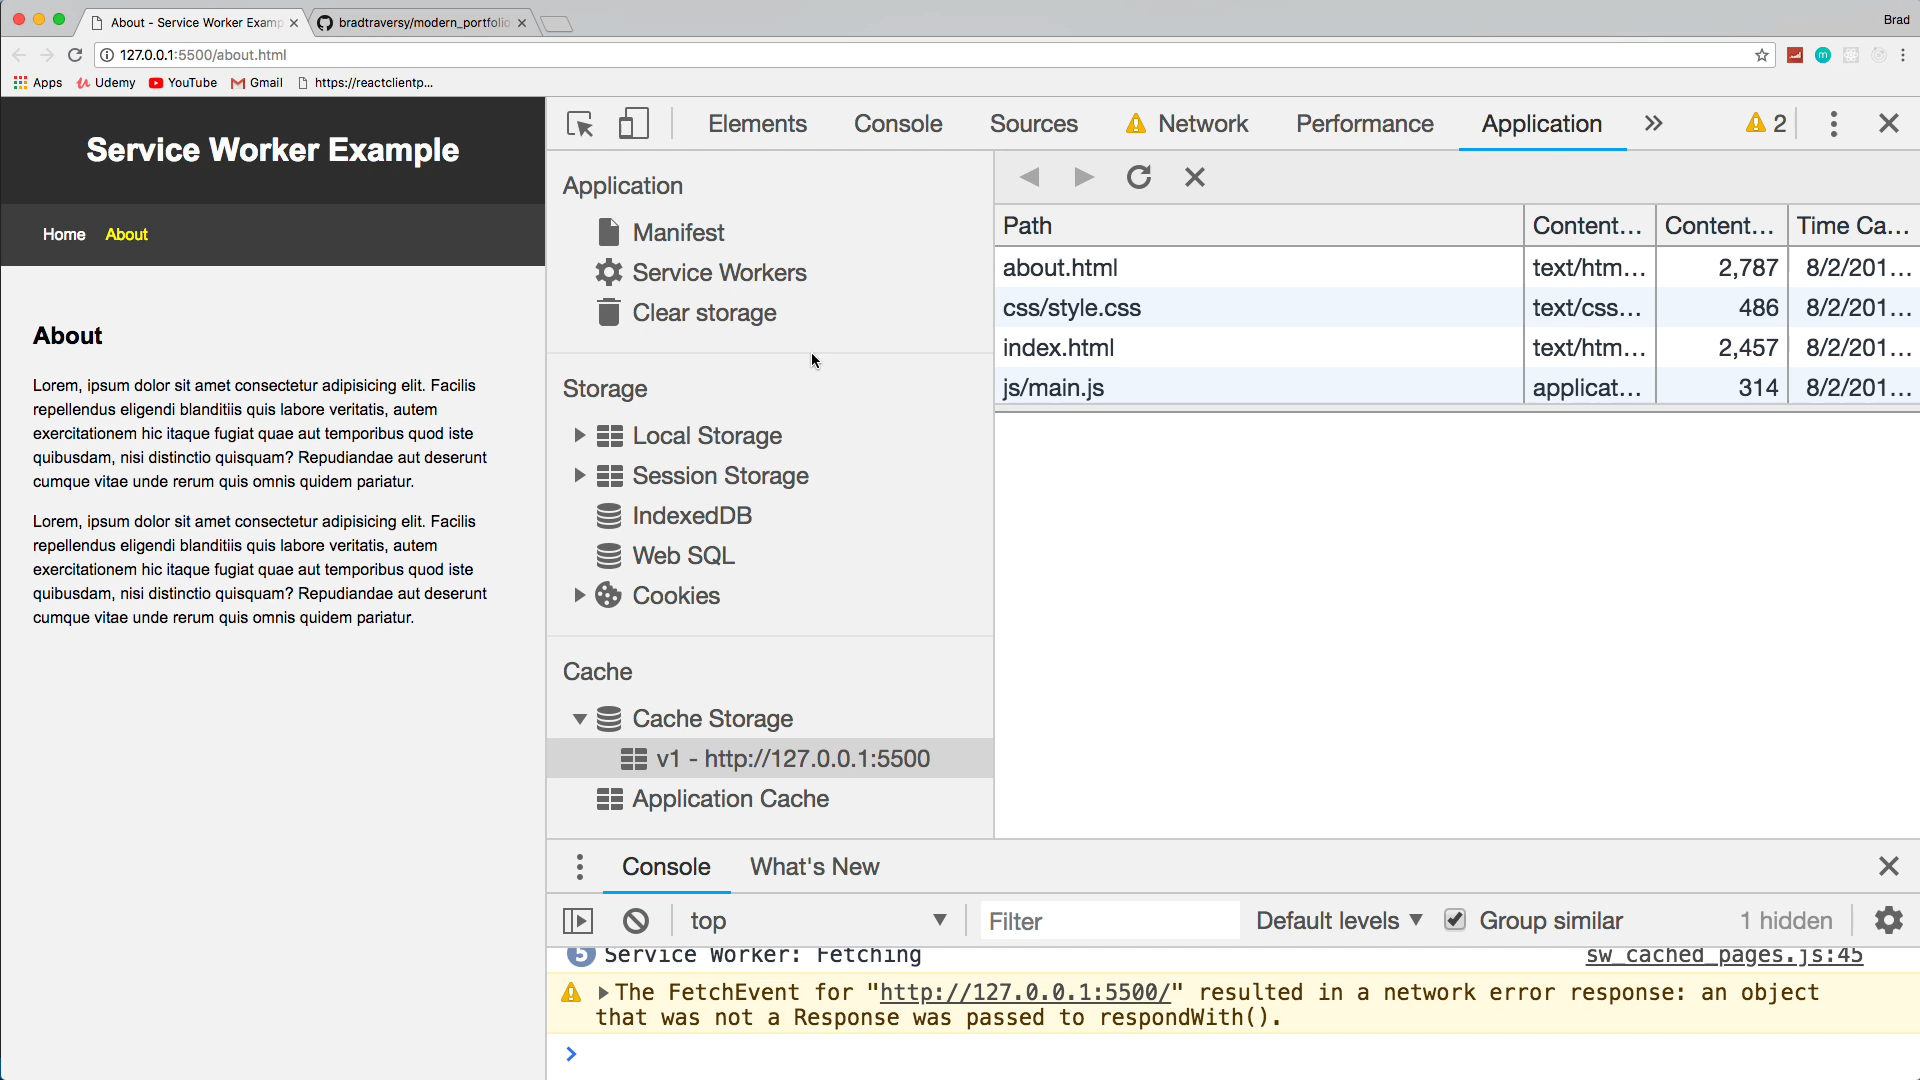 About - Service Worker Examp
bradtraversy/modern_portfolio
Brad
127.0.0.1:5500/about.html
m
Apps
Udemy
YouTube
Gmail
https://reactclientp...
Service Worker Example
Home
About
About
Lorem, ipsum dolor sit amet consectetur adipisicing elit. Facilis
repellendus eligendi blanditiis quis labore veritatis, autem
exercitationem hic itaque fugiat quae aut temporibus quod iste
quibusdam, nisi distinctio quisquam? Repudiandae aut deserunt
cumque vitae unde rerum quis omnis quidem pariatur.
Lorem, ipsum dolor sit amet consectetur adipisicing elit. Facilis
repellendus eligendi blanditiis quis labore veritatis, autem
exercitationem hic itaque fugiat quae aut temporibus quod iste
quibusdam, nisi distinctio quisquam? Repudiandae aut deserunt
cumque vitae unde rerum quis omnis quidem pariatur.
Elements Console Sources Network Performance Application » 2
Application
Manifest
Service Workers
Clear storage
Storage
Local Storage
Session Storage
IndexedDB
Web SQL
Cookies
Cache
Cache Storage
v1 - http://127.0.0.1:5500
Application Cache
Path Content... Content... Time Ca...
about.html text/htm... 2,787 8/2/201...
css/style.css text/css... 486 8/2/201...
index.html text/htm... 2,457 8/2/201...
js/main.js applicat... 314 8/2/201...
Console What's New
top Filter Default levels Group similar 1 hidden
5 Service Worker: Fetching sw_cached_pages.js:45
The FetchEvent for "http://127.0.0.1:5500/" resulted in a network error response: an object
that was not a Response was passed to respondWith().